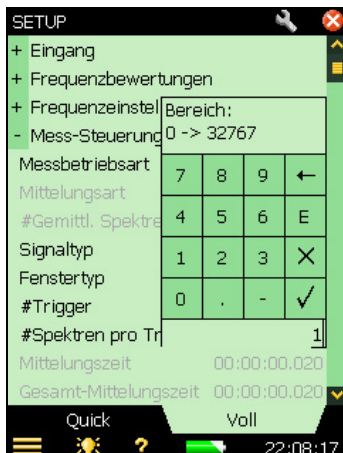 SETUP
+ Eingang
+ Frequenzbewertungen
+ Frequenzeinstel
Bereich:
- Mess-Steuerung
0 -> 32767
Messbetriebsart
7 8 9 ←
Mittelungsart
#Gemittl. Spektre
4 5 6 E
Signaltyp
1 2 3 X
Fenstertyp
#Trigger
0 . - ✓
#Spektren pro Tr 1
Mittelungszeit 00:00:00.020
Gesamt-Mittelungszeit 00:00:00.020
Quick Voll
? 22:08:17